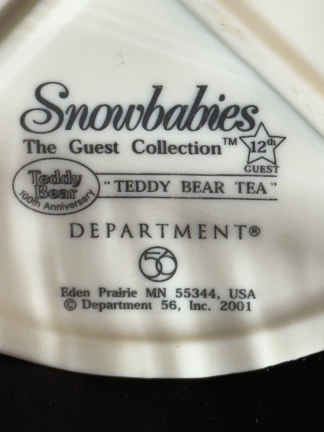 Snowbabies
The Guest Collection™ 12th
GUEST
Teddy
Bear
100th Anniversary
"TEDDY BEAR TEA"
DEPARTMENT®
56
Eden Prairie MN 55344, USA
© Department 56, Inc. 2001